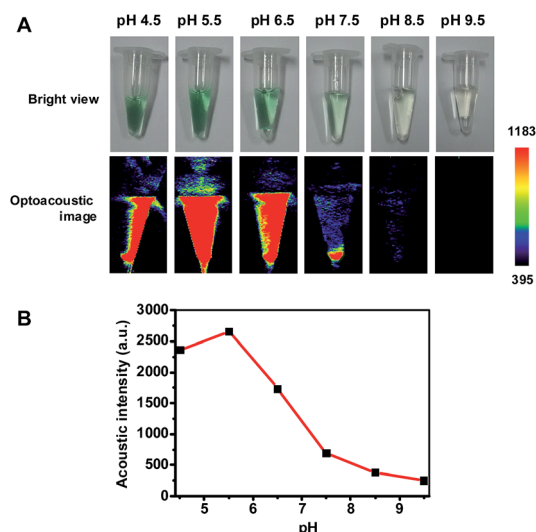 A
pH 4.5 pH 5.5 pH 6.5 pH 7.5 pH 8.5 pH 9.5
Bright view
1183
Optoacoustic
image
395
B
Acoustic intensity (a.u.)
3000
2500
2000
1500
1000
500
0
5 6 7 8 9
pH